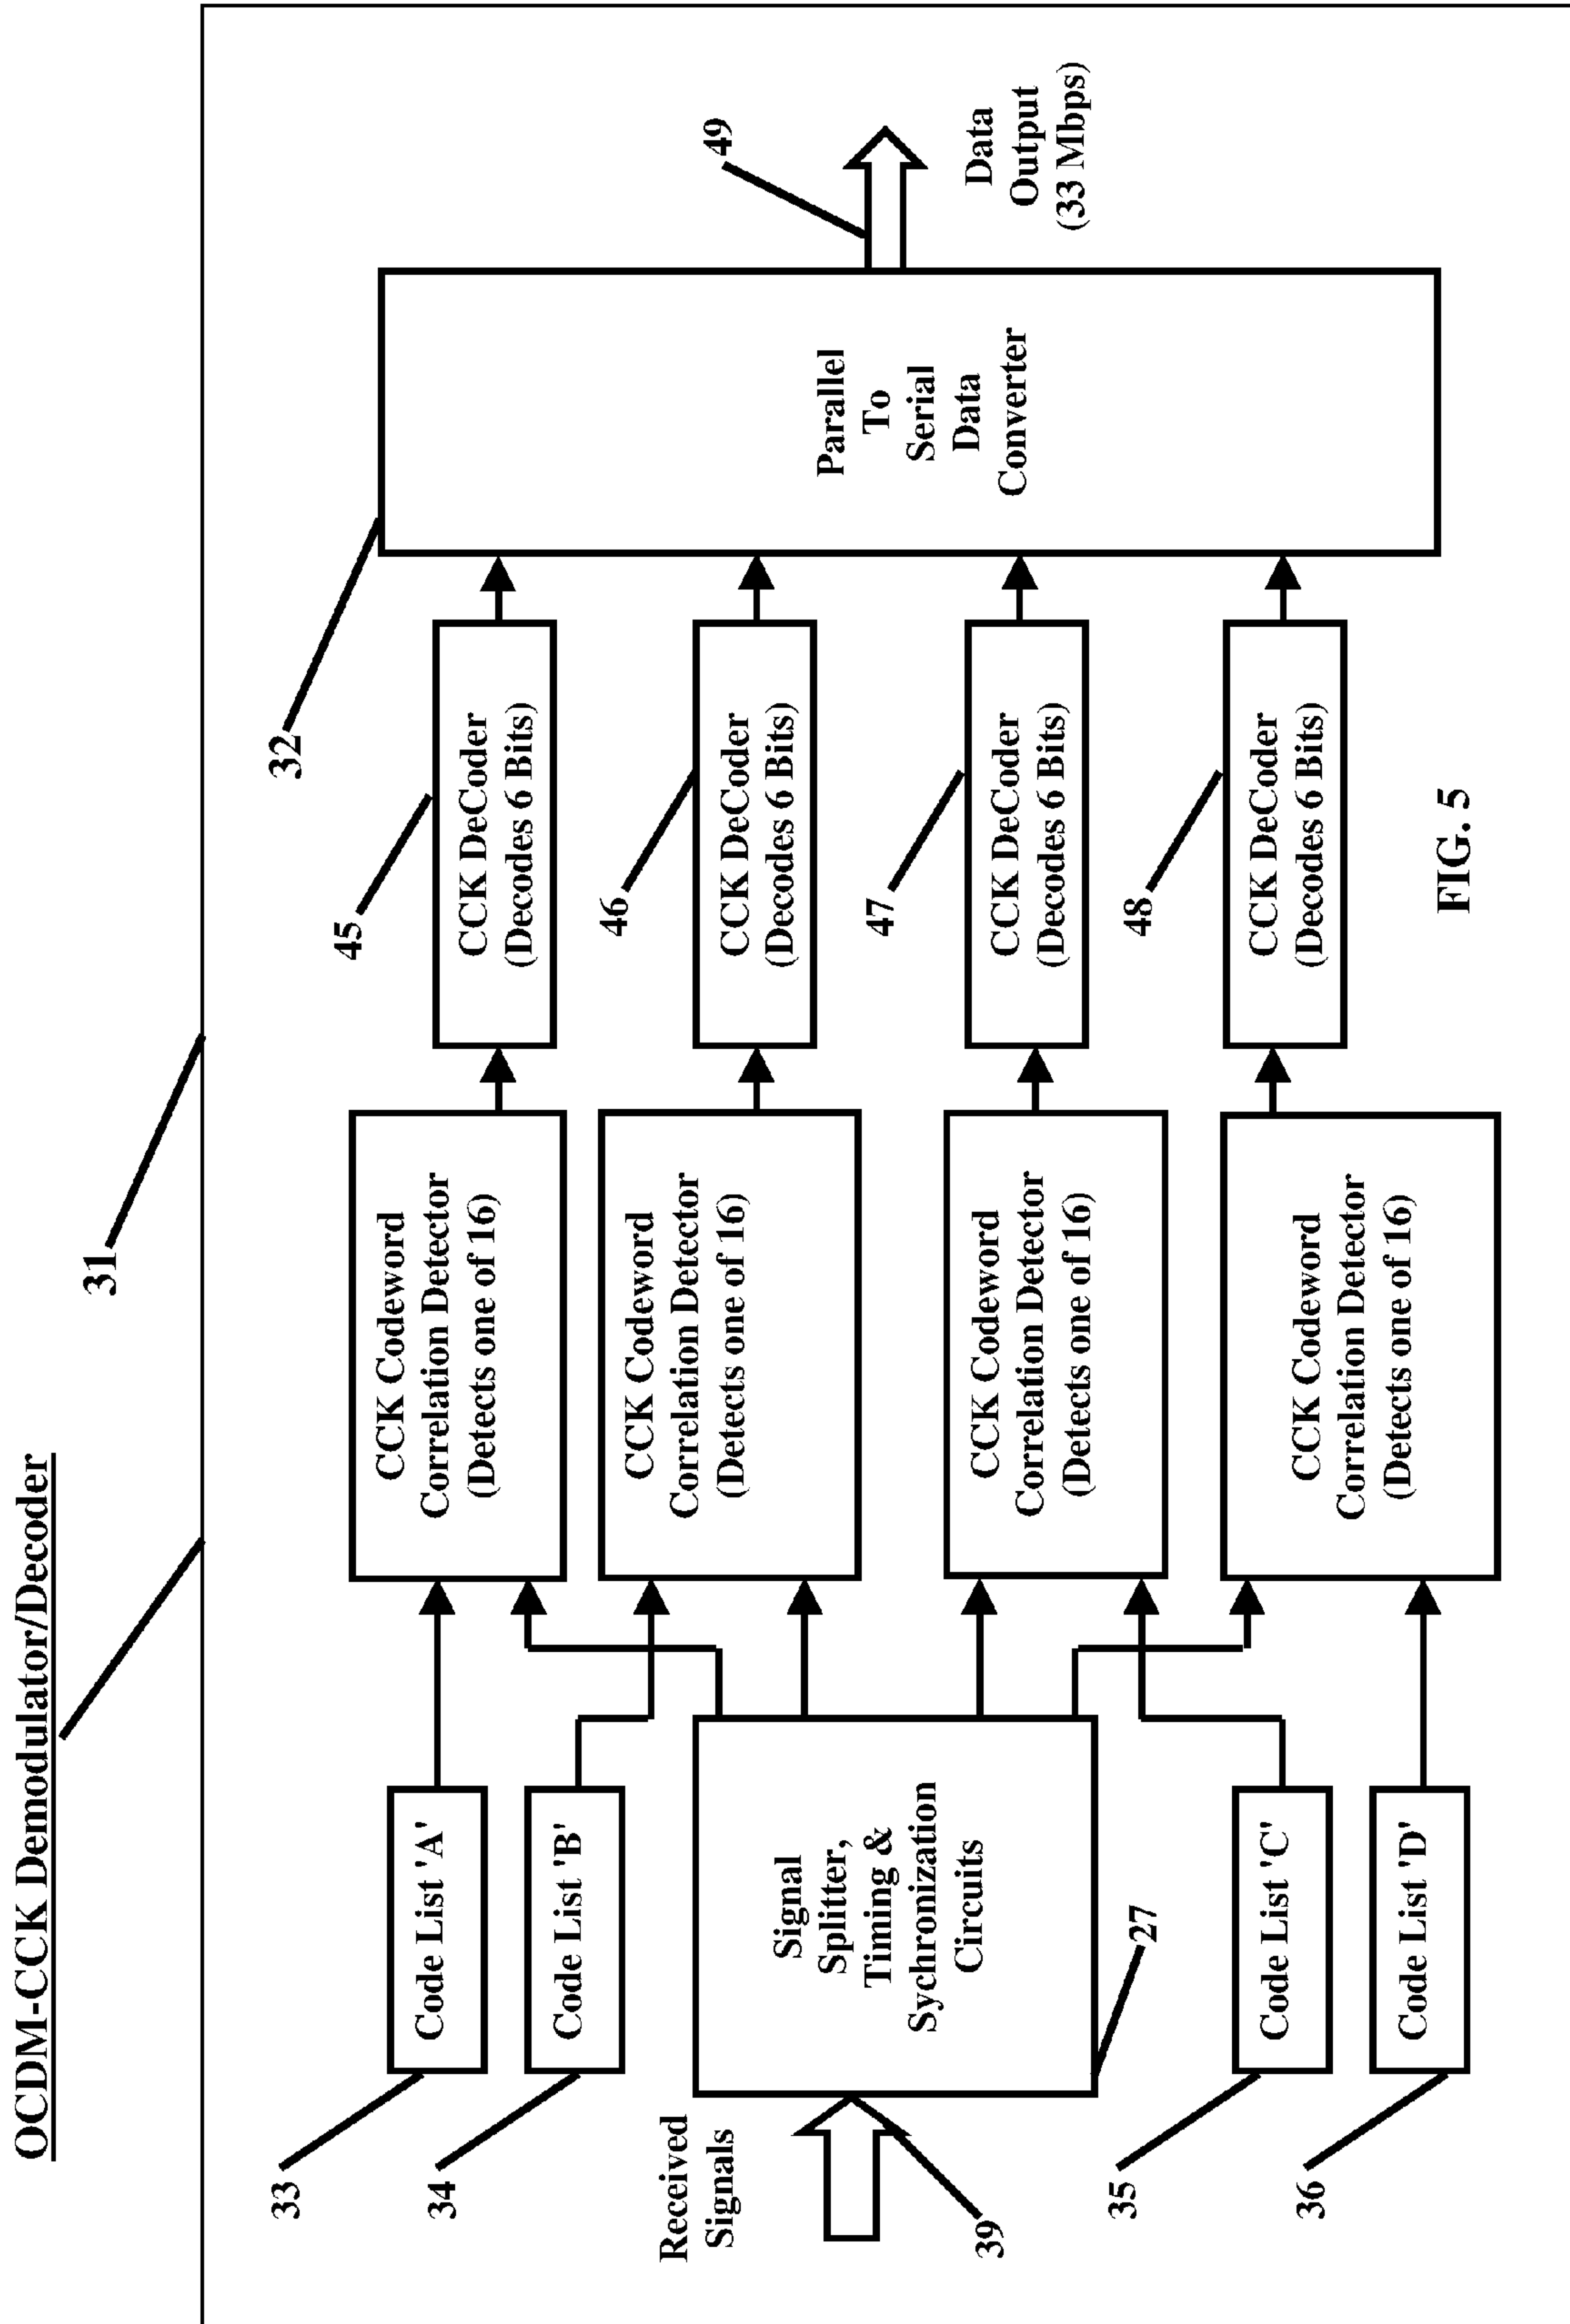 OCDM-CCK Demodulator/Decoder
31
33
Code List 'A'
34
Code List 'B'
Received
Signals
39
Signal
Splitter,
Timing &
Sychronization
Circuits
27
35
Code List 'C'
36
Code List 'D'
CCK Codeword
Correlation Detector
(Detects one of 16)
CCK Codeword
Correlation Detector
(Detects one of 16)
CCK Codeword
Correlation Detector
(Detects one of 16)
CCK Codeword
Correlation Detector
(Detects one of 16)
45
CCK DeCoder
(Decodes 6 Bits)
46
CCK DeCoder
(Decodes 6 Bits)
47
CCK DeCoder
(Decodes 6 Bits)
48
CCK DeCoder
(Decodes 6 Bits)
32
Parallel
To
Serial
Data
Converter
49
Data
Output
(33 Mbps)
FIG. 5